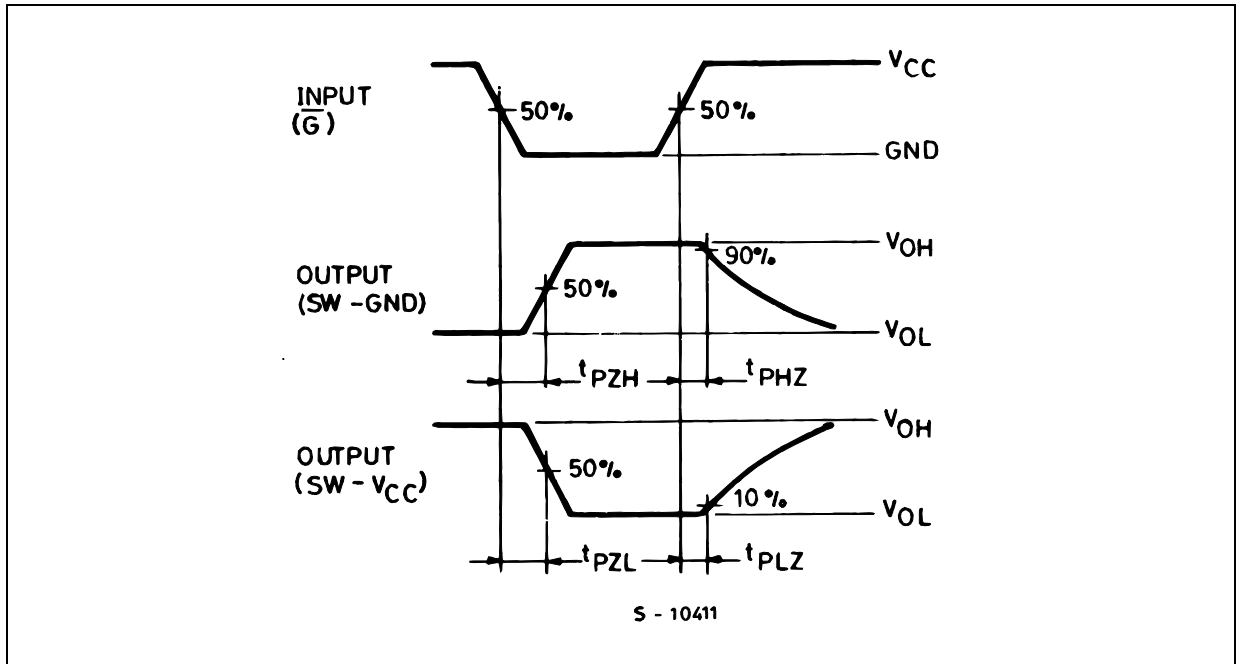 INPUT
(G̅)
50%
50%
VCC
GND
OUTPUT
(SW - GND)
50%
90%
VOH
VOL
tPZH
tPHZ
OUTPUT
(SW - VCC)
50%
10%
VOH
VOL
tPZL
tPLZ
S - 10411